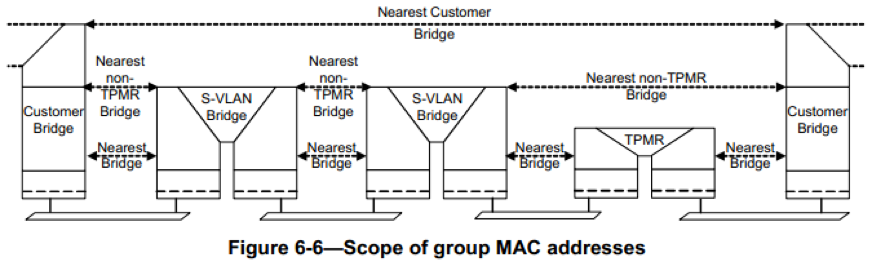 Nearest Customer
Bridge
Nearest
non-
TPMR
Bridge
Nearest
non-
TPMR
Bridge
Nearest non-TPMR
Bridge
Customer
Bridge
S-VLAN
Bridge
S-VLAN
Bridge
TPMR
Customer
Bridge
Nearest
Bridge
Nearest
Bridge
Nearest
Bridge
Nearest
Bridge
Figure 6-6—Scope of group MAC addresses